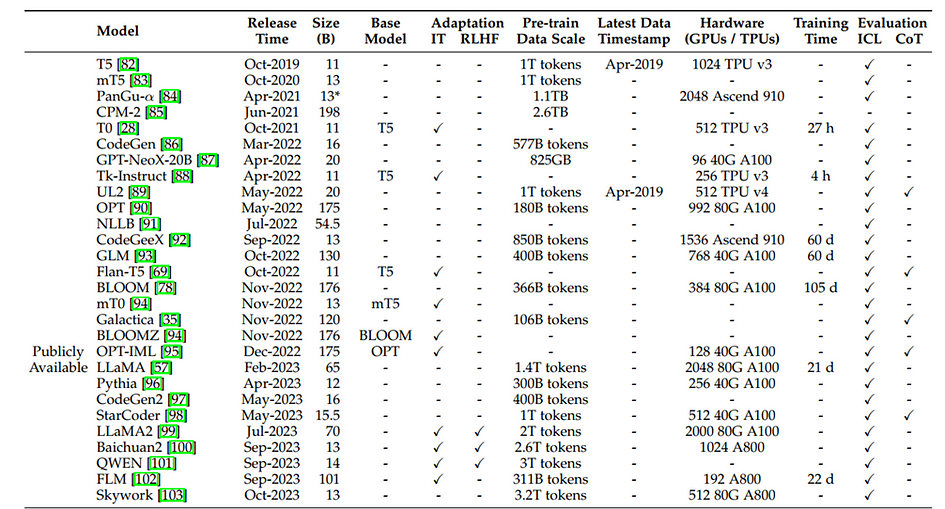 Model Release Time Size (B) Base Model Adaptation IT RLHF Pre-train Data Scale Latest Data Timestamp Hardware (GPUs / TPUs) Training Time Evaluation ICL CoT
T5 [82] Oct-2019 11 - - - 1T tokens Apr-2019 1024 TPU v3 - ✓ -
mT5 [83] Oct-2020 13 - - - 1T tokens - - - ✓ -
PanGu-α [84] Apr-2021 13* - - - 1.1TB - 2048 Ascend 910 - ✓ -
CPM-2 [85] Jun-2021 198 - - - 2.6TB - - - - -
T0 [28] Oct-2021 11 T5 ✓ - - - 512 TPU v3 27 h ✓ -
CodeGen [86] Mar-2022 16 - - - 577B tokens - - - ✓ -
GPT-NeoX-20B [87] Apr-2022 20 - - - 825GB - 96 40G A100 - ✓ -
Tk-Instruct [88] Apr-2022 11 T5 ✓ - - - 256 TPU v3 4 h ✓ -
UL2 [89] May-2022 20 - - - 1T tokens Apr-2019 512 TPU v4 - ✓ ✓
OPT [90] May-2022 175 - - - 180B tokens - 992 80G A100 - ✓ -
NLLB [91] Jul-2022 54.5 - - - - - - - ✓ -
CodeGeeX [92] Sep-2022 13 - - - 850B tokens - 1536 Ascend 910 60 d ✓ -
GLM [93] Oct-2022 130 - - - 400B tokens - 768 40G A100 60 d ✓ -
Flan-T5 [69] Oct-2022 11 T5 ✓ - - - - - ✓ ✓
BLOOM [78] Nov-2022 176 - - - 366B tokens - 384 80G A100 105 d ✓ -
mT0 [94] Nov-2022 13 mT5 ✓ - - - - - ✓ -
Galactica [35] Nov-2022 120 - - - 106B tokens - - - ✓ ✓
BLOOMZ [94] Nov-2022 176 BLOOM ✓ - - - - - ✓ -
Publicly Available
OPT-IML [95] Dec-2022 175 OPT ✓ - - - 128 40G A100 - ✓ ✓
LLaMA [57] Feb-2023 65 - - - 1.4T tokens - 2048 80G A100 21 d ✓ -
Pythia [96] Apr-2023 12 - - - 300B tokens - 256 40G A100 - ✓ -
CodeGen2 [97] May-2023 16 - - - 400B tokens - - - ✓ -
StarCoder [98] May-2023 15.5 - - - 1T tokens - 512 40G A100 - ✓ ✓
LLaMA2 [99] Jul-2023 70 - ✓ ✓ 2T tokens - 2000 80G A100 - ✓ -
Baichuan2 [100] Sep-2023 13 - ✓ ✓ 2.6T tokens - 1024 A800 - ✓ -
QWEN [101] Sep-2023 14 - ✓ ✓ 3T tokens - - - ✓ -
FLM [102] Sep-2023 101 - ✓ - 311B tokens - 192 A800 22 d ✓ -
Skywork [103] Oct-2023 13 - - - 3.2T tokens - 512 80G A800 - ✓ -